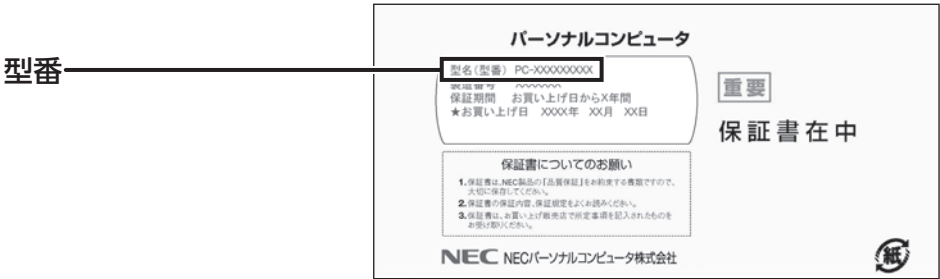 型番
パーソナルコンピュータ
型名(型番) PC-XXXXXXXXX
製造番号 XXXXXXX
保証期間 お買い上げ日からX年間
★お買い上げ日 XXXX年 XX月 XX日
重要
保証書在中
保証書についてのお願い
1.保証書は、NEC製品の「品質保証」をお約束する書類ですので、
大切に保存してください。
2.保証書の保証内容、保証規定をよくお読みください。
3.保証書は、お買い上げ販売店で所定事項を記入されたものを
お受け取りください。
NEC NECパーソナルコンピュータ株式会社
紙